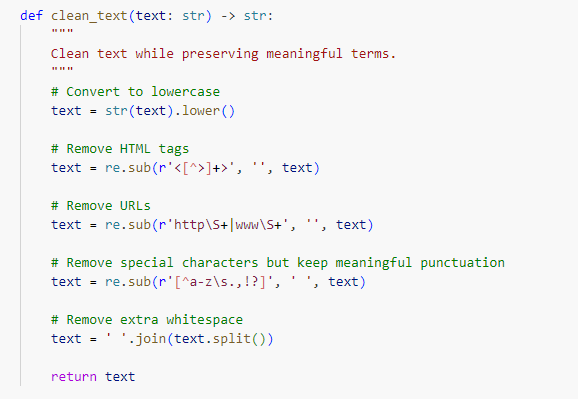 def clean_text(text: str) -> str:
"""
Clean text while preserving meaningful terms.
"""
# Convert to lowercase
text = str(text).lower()
# Remove HTML tags
text = re.sub(r'<[^>]+>', '', text)
# Remove URLs
text = re.sub(r'http\S+|www\S+', '', text)
# Remove special characters but keep meaningful punctuation
text = re.sub(r'[^a-z\s.,!?]', ' ', text)
# Remove extra whitespace
text = ' '.join(text.split())
return text